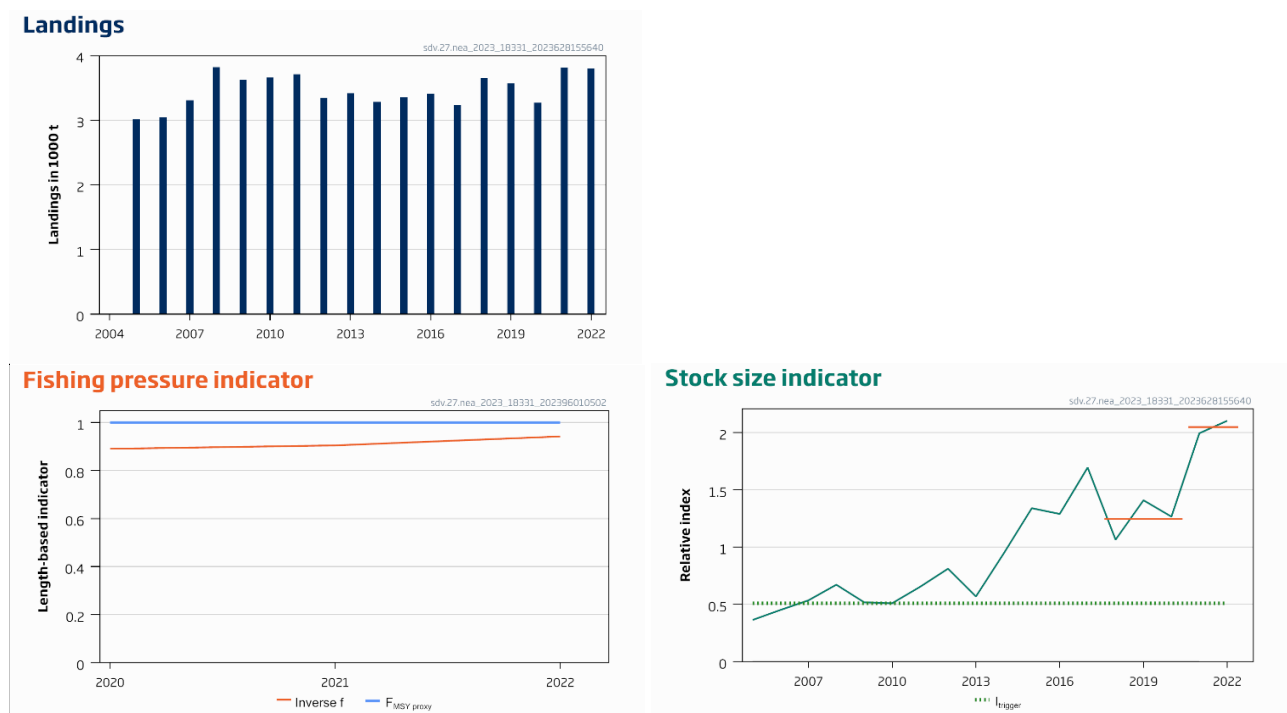 Landings
sdv.27.nea_2023_18331_2023628155640
Landings in 1000 t
4
3
2
1
0
2004 2007 2010 2013 2016 2019 2022
Fishing pressure indicator
sdv.27.nea_2023_18331_202396010502
Length-based indicator
1
0.8
0.6
0.4
0.2
0
2020 2021 2022
Inverse f FMSY proxy
Stock size indicator
sdv.27.nea_2023_18331_2023628155640
Relative index
2
1.5
1
0.5
0
2007 2010 2013 2016 2019 2022
Itrigger